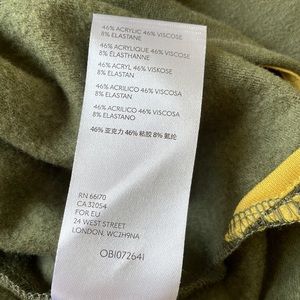 46% ACRYLIC 46% VISCOSE
8% ELASTANE
46% ACRYLIQUE 46% VISCOSE
8% ELASTHANNE
46% ACRYL 46% VISKOSE
8% ELASTAN
46% ACRILICO 46% VISCOSA
8% ELASTAN
46% ACRILICO 46% VISCOSA
8% ELASTANO
46% 亚克力 46% 粘胶 8% 氨纶
RN 66170
CA 32054
FOR EU
24 WEST STREET
LONDON, WC2H9NA
OB1072641